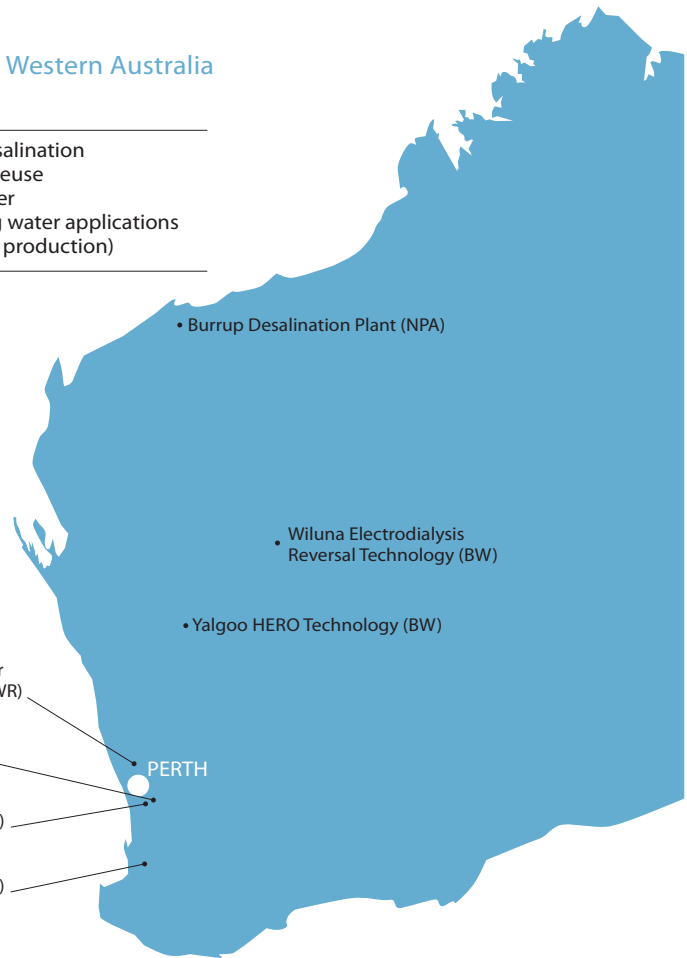 Western Australia
salination
euse
er
g water applications
production)
• Burrup Desalination Plant (NPA)
• Wiluna Electrodialysis
Reversal Technology (BW)
• Yalgoo HERO Technology (BW)
r
WR)
PERTH
)
)